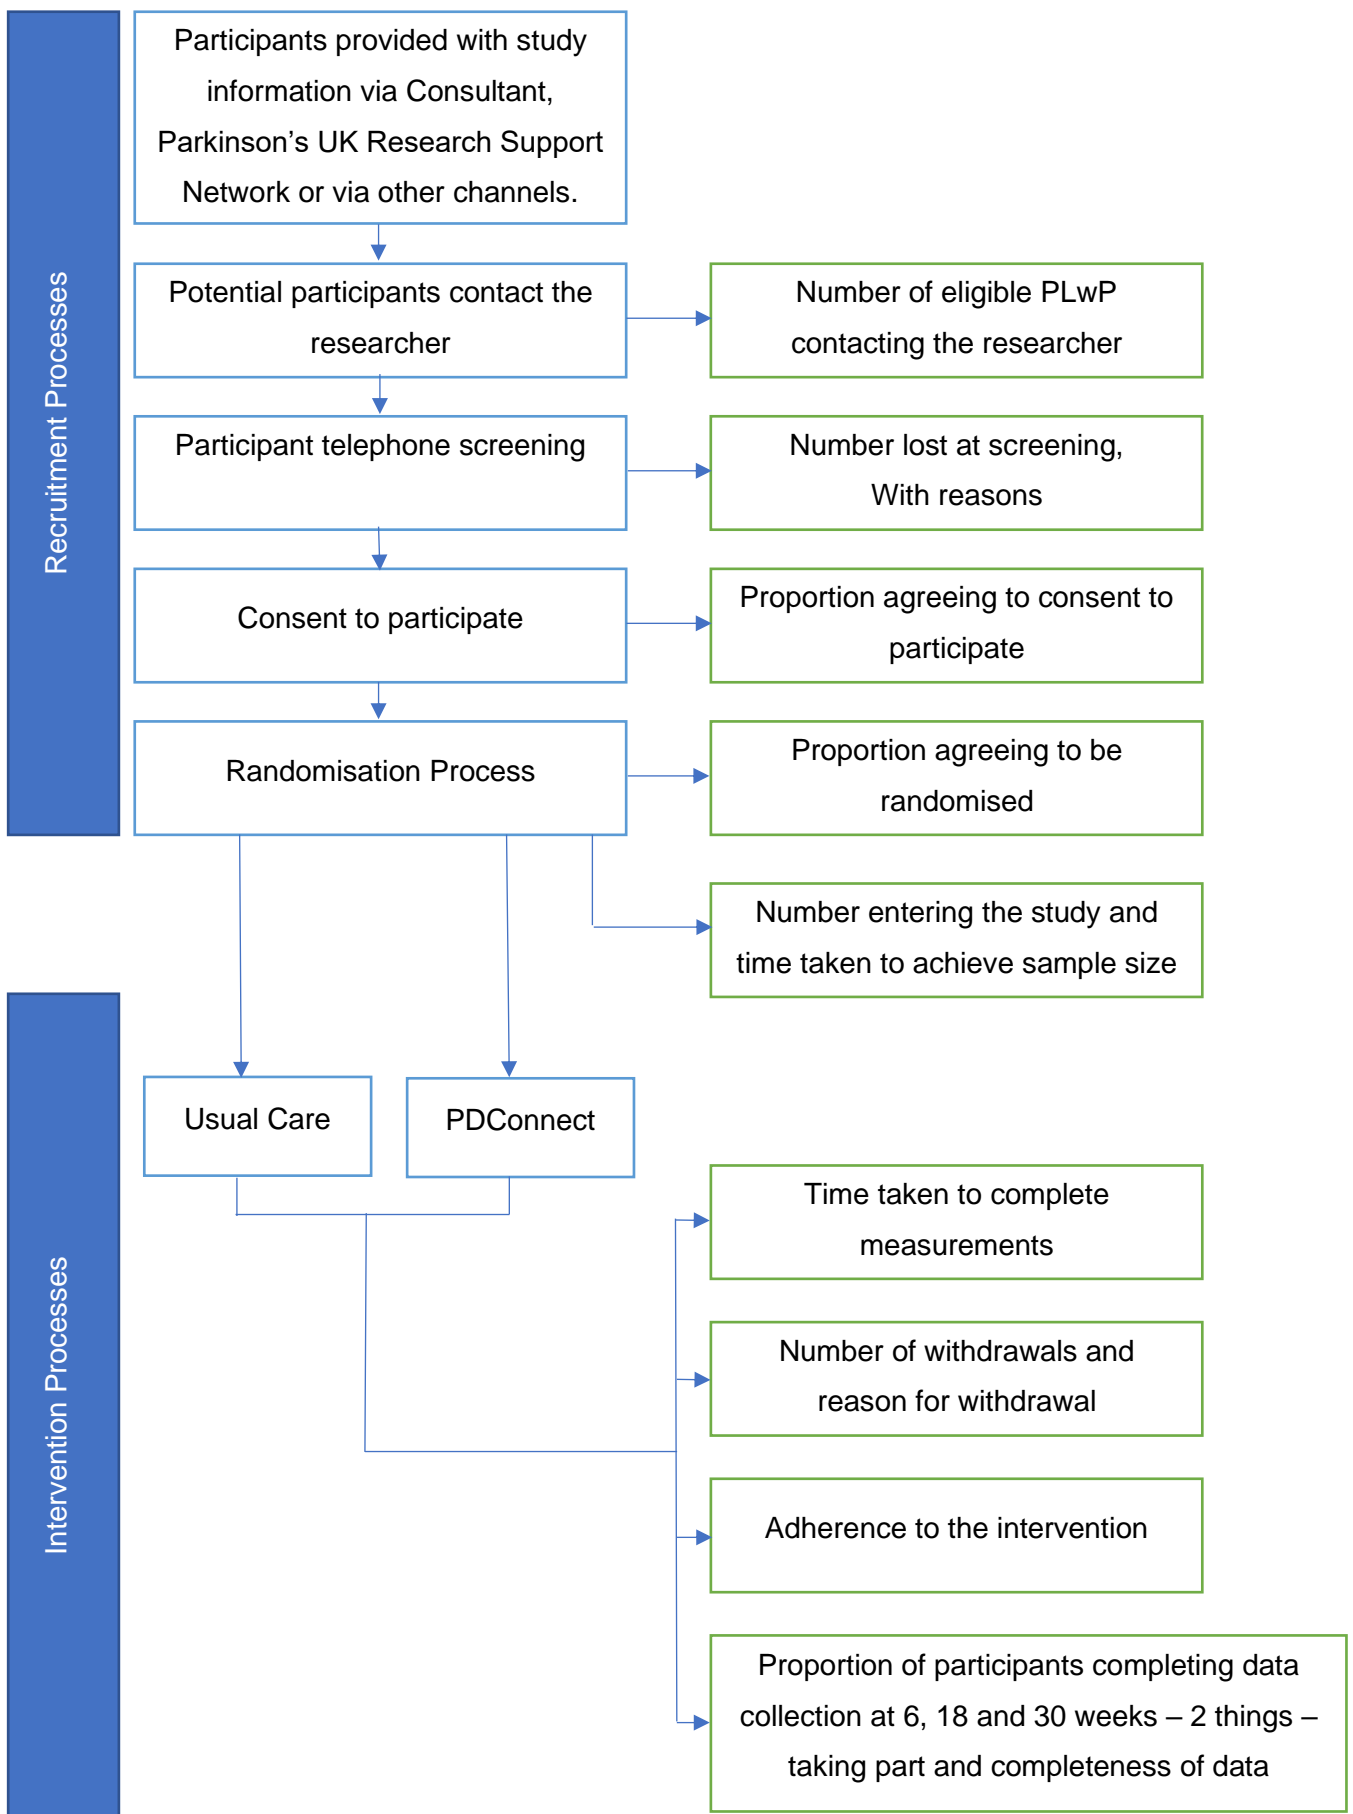 Recruitment Processes
Participants provided with study
information via Consultant,
Parkinson’s UK Research Support
Network or via other channels.
Potential participants contact the
researcher
Number of eligible PLwP
contacting the researcher
Participant telephone screening
Number lost at screening,
With reasons
Consent to participate
Proportion agreeing to consent to
participate
Randomisation Process
Proportion agreeing to be
randomised
Number entering the study and
time taken to achieve sample size
Intervention Processes
Usual Care
PDConnect
Time taken to complete
measurements
Number of withdrawals and
reason for withdrawal
Adherence to the intervention
Proportion of participants completing data
collection at 6, 18 and 30 weeks – 2 things –
taking part and completeness of data